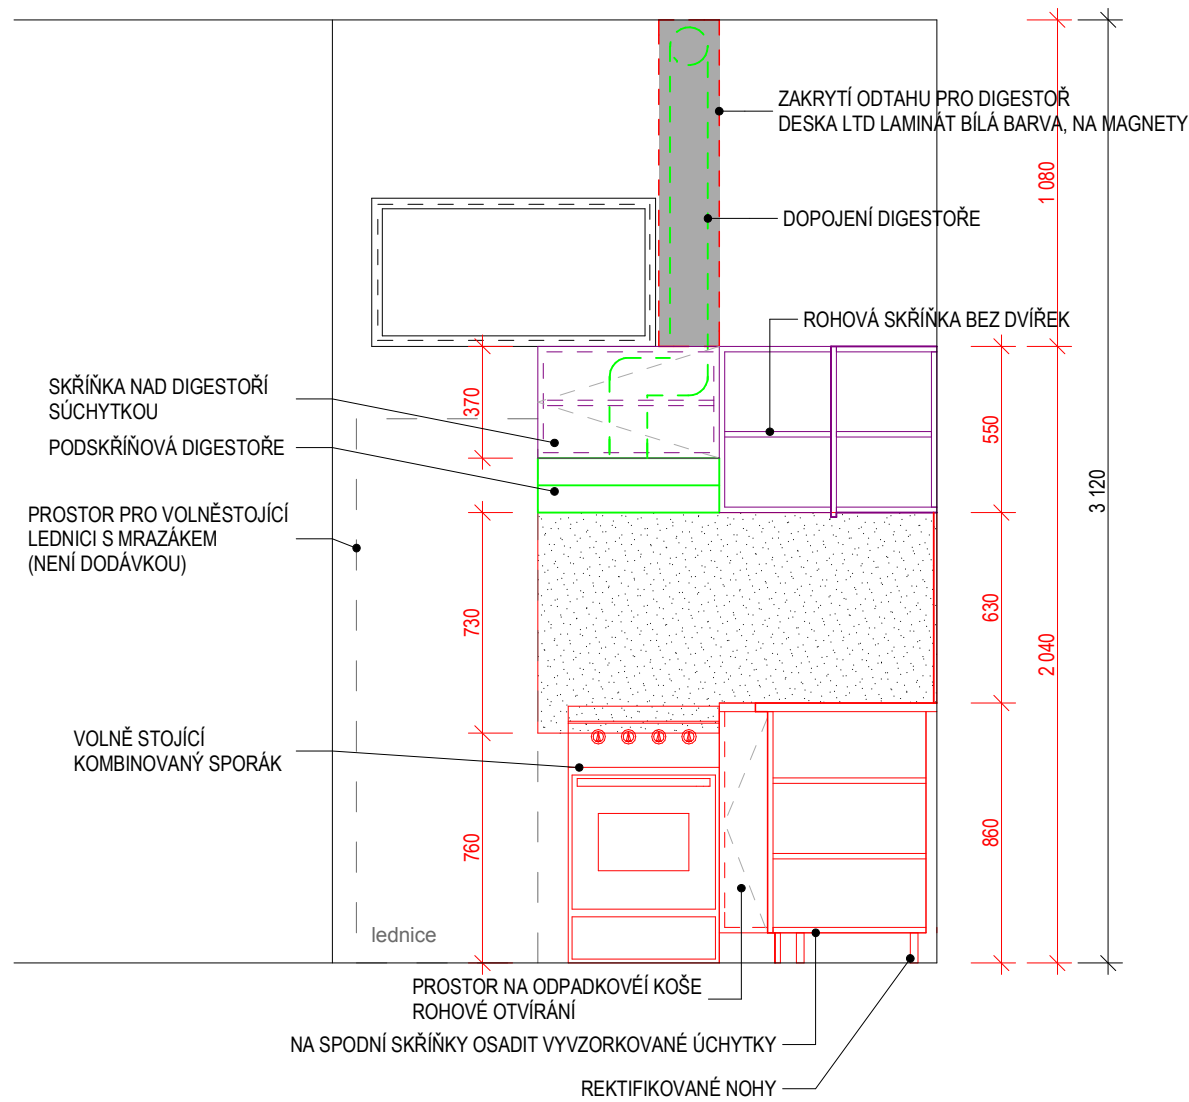 ZAKRYTÍ ODTAHU PRO DIGESTOŘ
DESKA LTD LAMINÁT BÍLÁ BARVA, NA MAGNETY
1 080
DOPOJENÍ DIGESTOŘE
ROHOVÁ SKŘÍŇKA BEZ DVÍŘEK
SKŘÍŇKA NAD DIGESTOŘÍ
SÚCHYTKOU
370
PODSKŘÍŇOVÁ DIGESTOŘE
550
3 120
PROSTOR PRO VOLNĚSTOJÍCÍ
LEDNICI S MRAZÁKEM
(NENÍ DODÁVKOU)
730
630
2 040
VOLNĚ STOJÍCÍ
KOMBINOVANÝ SPORÁK
760
860
lednice
PROSTOR NA ODPADKOVÉÍ KOŠE
ROHOVÉ OTVÍRÁNÍ
NA SPODNÍ SKŘÍŇKY OSADIT VYVZORKOVANÉ ÚCHYTKY
REKTIFIKOVANÉ NOHY